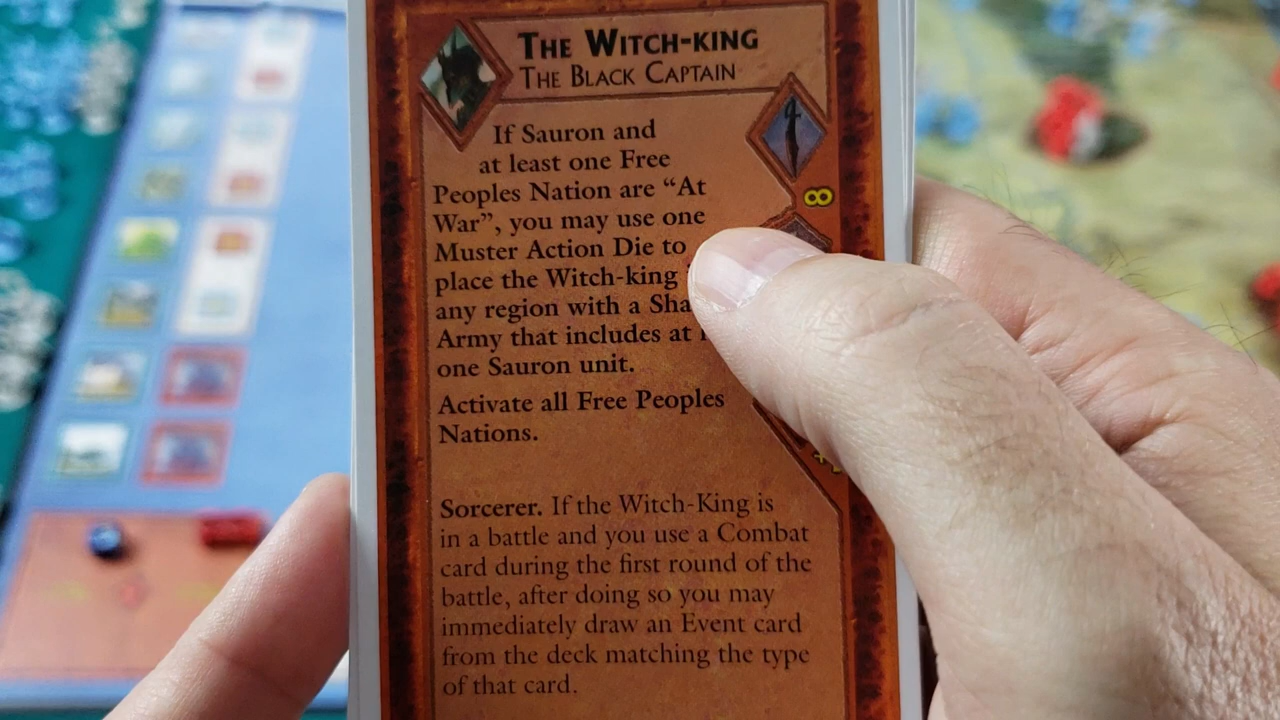 The Witch-king
The Black Captain
If Sauron and
at least one Free
Peoples Nation are “At
War”, you may use one
Muster Action Die to
place the Witch-king
any region with a
Army that includes at
one Sauron unit.
Activate all Free Peoples
Nations.
Sorcerer. If the Witch-King is
in a battle and you use a Combat
card during the first round of the
battle, after doing so you may
immediately draw an Event card
from the deck matching the type
of that card.
∞